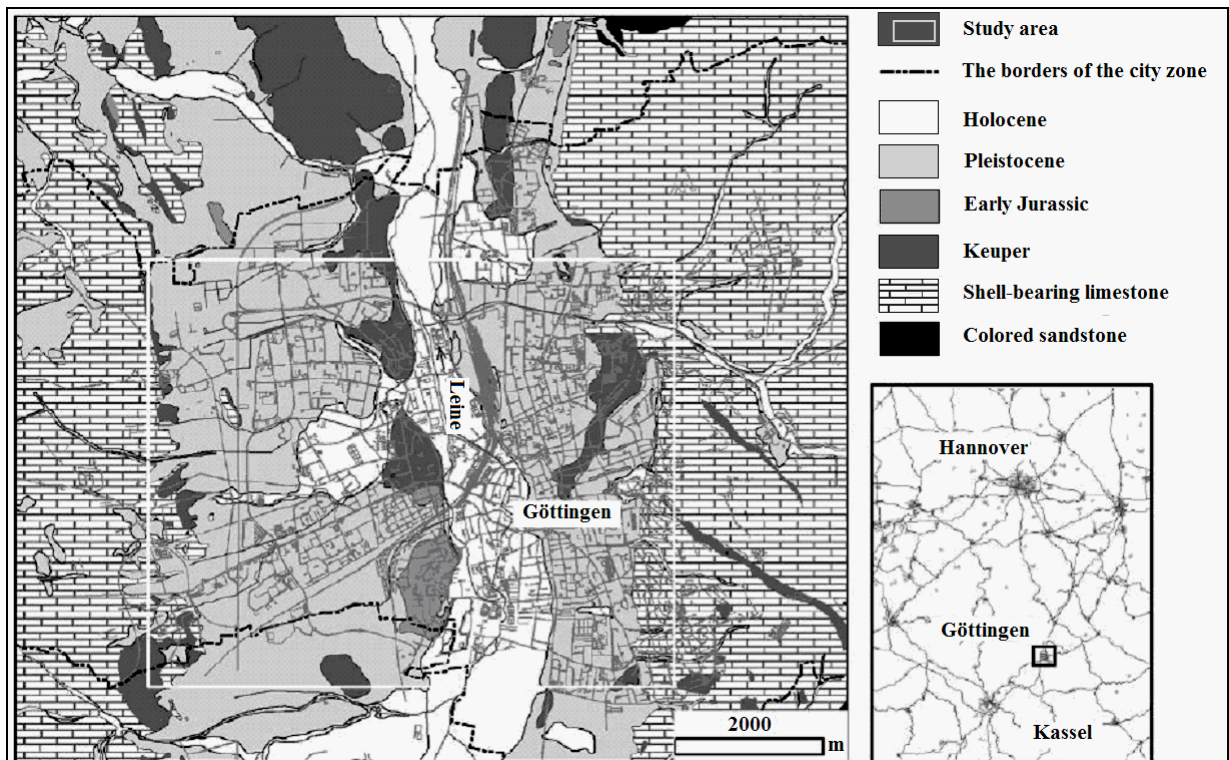 Study area
The borders of the city zone
Holocene
Pleistocene
Early Jurassic
Keuper
Shell-bearing limestone
Colored sandstone
Leine
Göttingen
2000
m
Hannover
Göttingen
Kassel